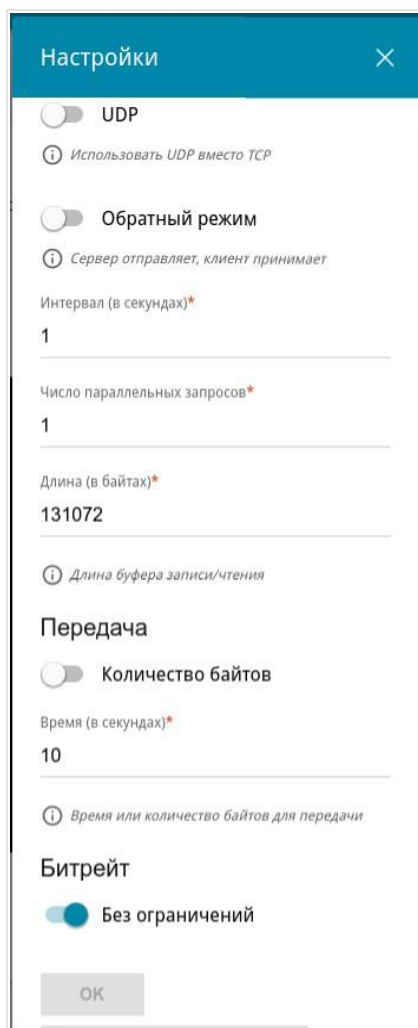 Настройки
UDP
Использовать UDP вместо TCP
Обратный режим
Сервер отправляет, клиент принимает
Интервал (в секундах)*
1
Число параллельных запросов*
1
Длина (в байтах)*
131072
Длина буфера записи/чтения
Передача
Количество байтов
Время (в секундах)*
10
Время или количество байтов для передачи
Битрейт
Без ограничений
OK